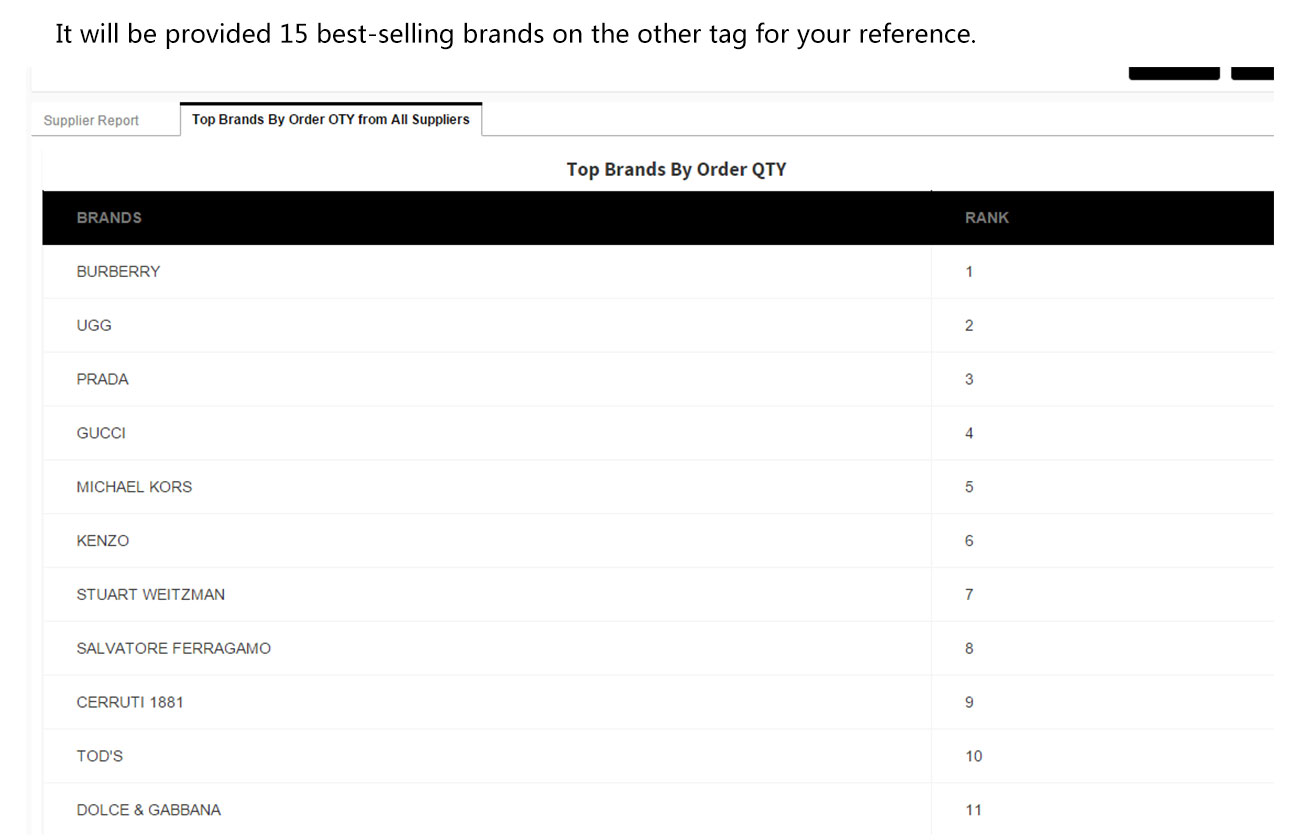 It will be provided 15 best-selling brands on the other tag for your reference.
Supplier Report Top Brands By Order OTY from All Suppliers
Top Brands By Order QTY
BRANDS RANK
BURBERRY 1
UGG 2
PRADA 3
GUCCI 4
MICHAEL KORS 5
KENZO 6
STUART WEITZMAN 7
SALVATORE FERRAGAMO 8
CERRUTI 1881 9
TOD'S 10
DOLCE & GABBANA 11